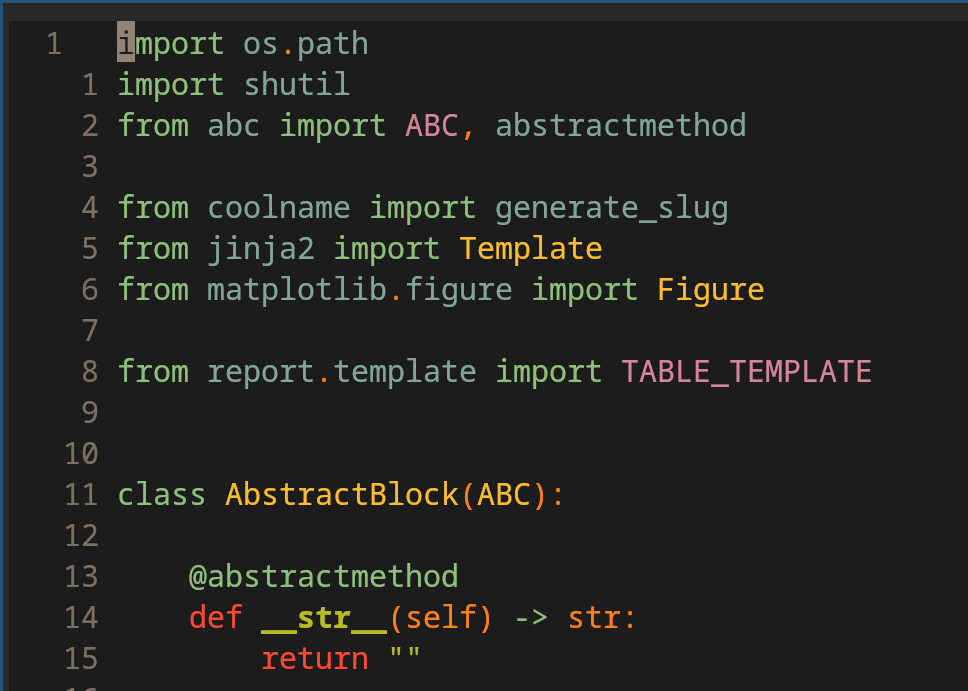 1 import os.path
1 import shutil
2 from abc import ABC, abstractmethod
3
4 from coolname import generate_slug
5 from jinja2 import Template
6 from matplotlib.figure import Figure
7
8 from report.template import TABLE_TEMPLATE
9
10
11 class AbstractBlock(ABC):
12
13     @abstractmethod
14     def __str__(self) -> str:
15         return ""